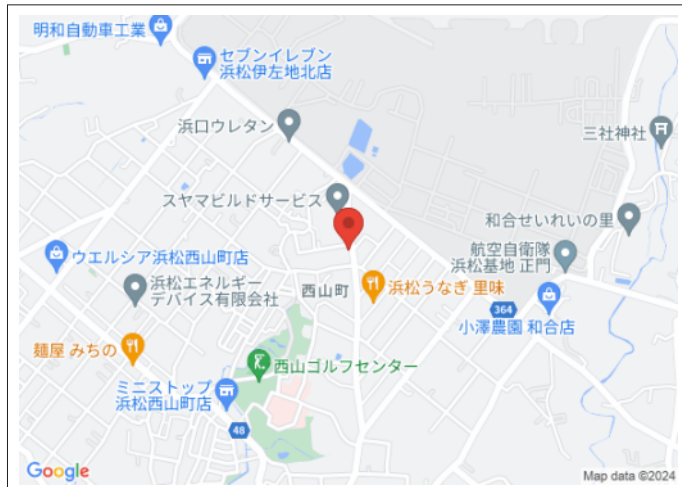 明和自動車工業
セブンイレブン
浜松伊左地北店
浜口ウレタン
三社神社
スヤマビルドサービス
和合せいれいの里
ウエルシア浜松西山町店
航空自衛隊
浜松基地 正門
浜松エネルギー
デバイス有限会社
西山町
浜松うなぎ 里味
364
小澤農園 和合店
麺屋 みちの
西山ゴルフセンター
ミニストップ
浜松西山町店
48
Google
Map data ©2024